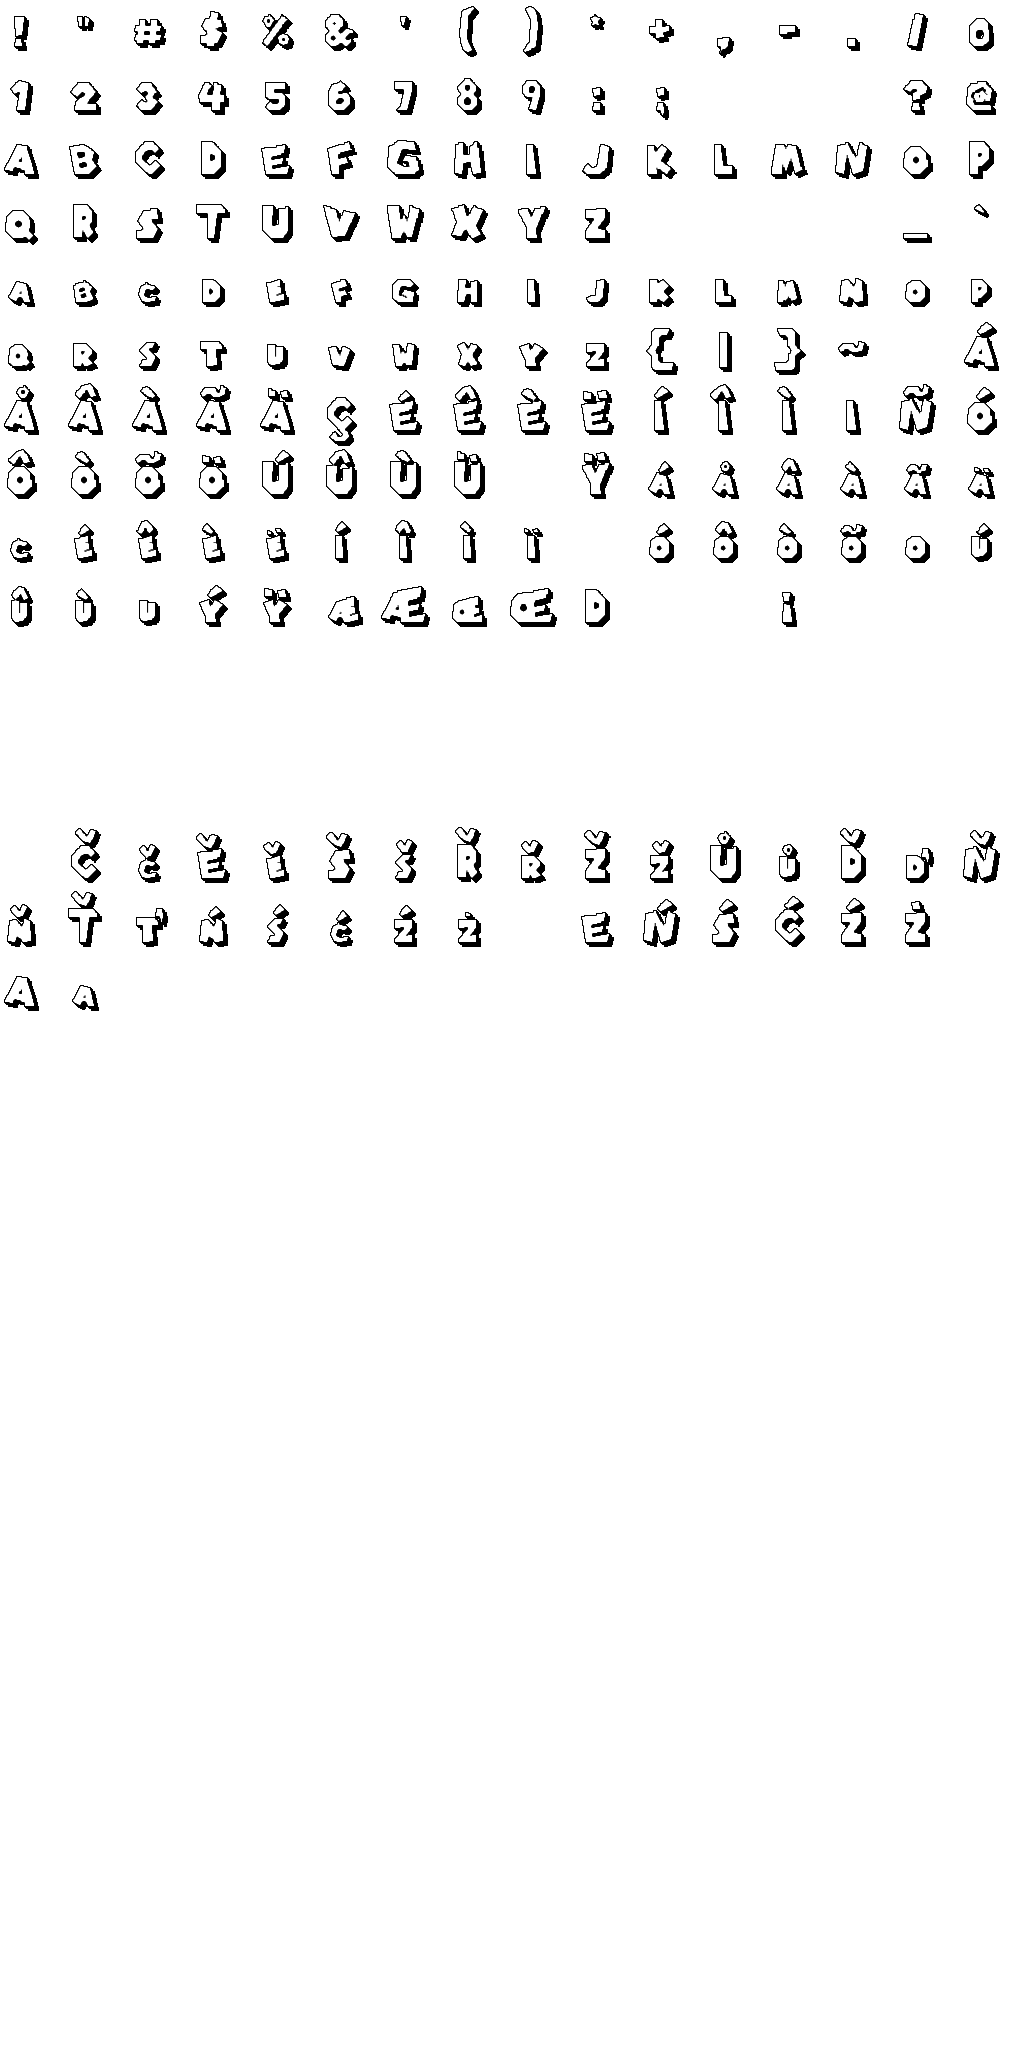 ! " # $ % & ' ( ) * + , - . / 0
1 2 3 4 5 6 7 8 9 : ; ? @
A B C D E F G H I J K L M N O P
Q R S T U V W X Y Z _ `
A B C D E F G H I J K L M N O P
Q R S T U V W X Y Z { | } ~ Á
Å Â À Ã Ä Ş É Ê È Ë Í Î Ì I Ñ Ó
Ô Ò Õ Ö Ú Û Ù Ü Ÿ Á Å Â À Ã Ä
C É Ê È Ë Í Î Ì Ï Ó Ô Ò Õ O Ú
Û Ù U Ý Ÿ Æ Æ Œ Œ D ¡
Č Č Ě Ě Š Š Ř Ř Ž Ž Ů Ů Ď D' Ň
Ň Ť T' Ń Ś Ć Ź Ż E Ń Ś Ć Ź Ż
A A